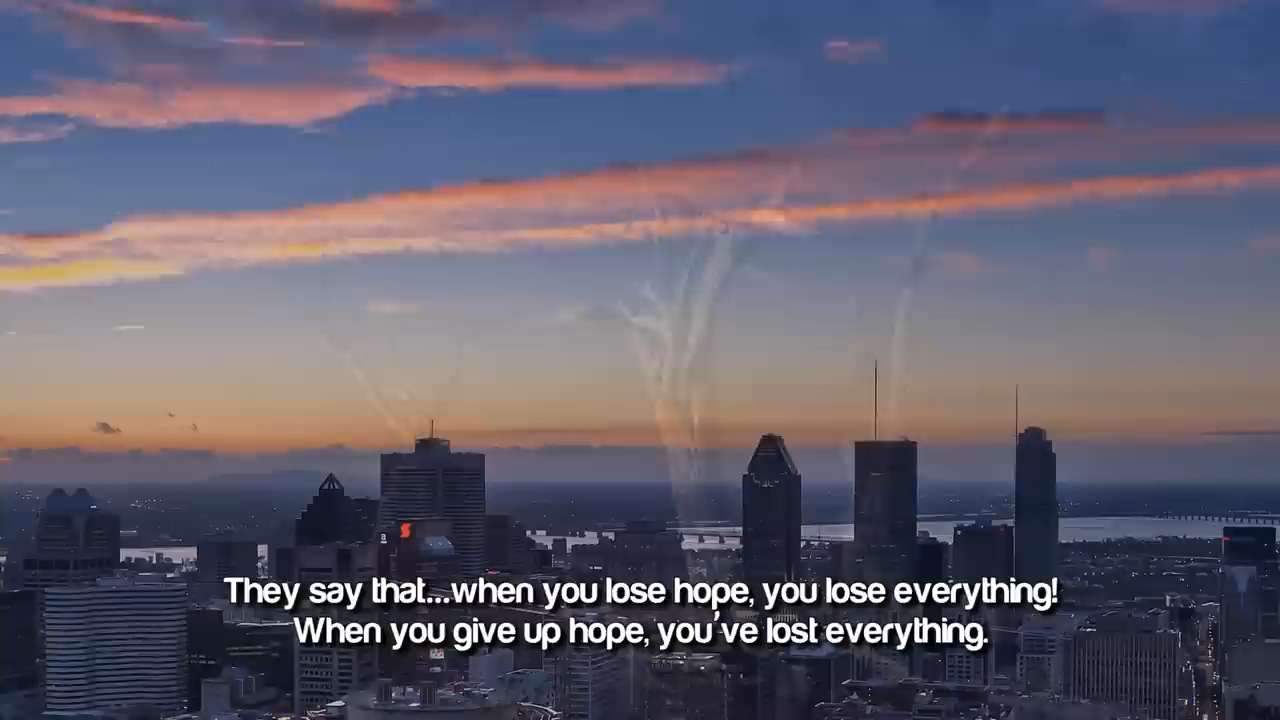 They say that...when you lose hope, you lose everything!
When you give up hope, you've lost everything.